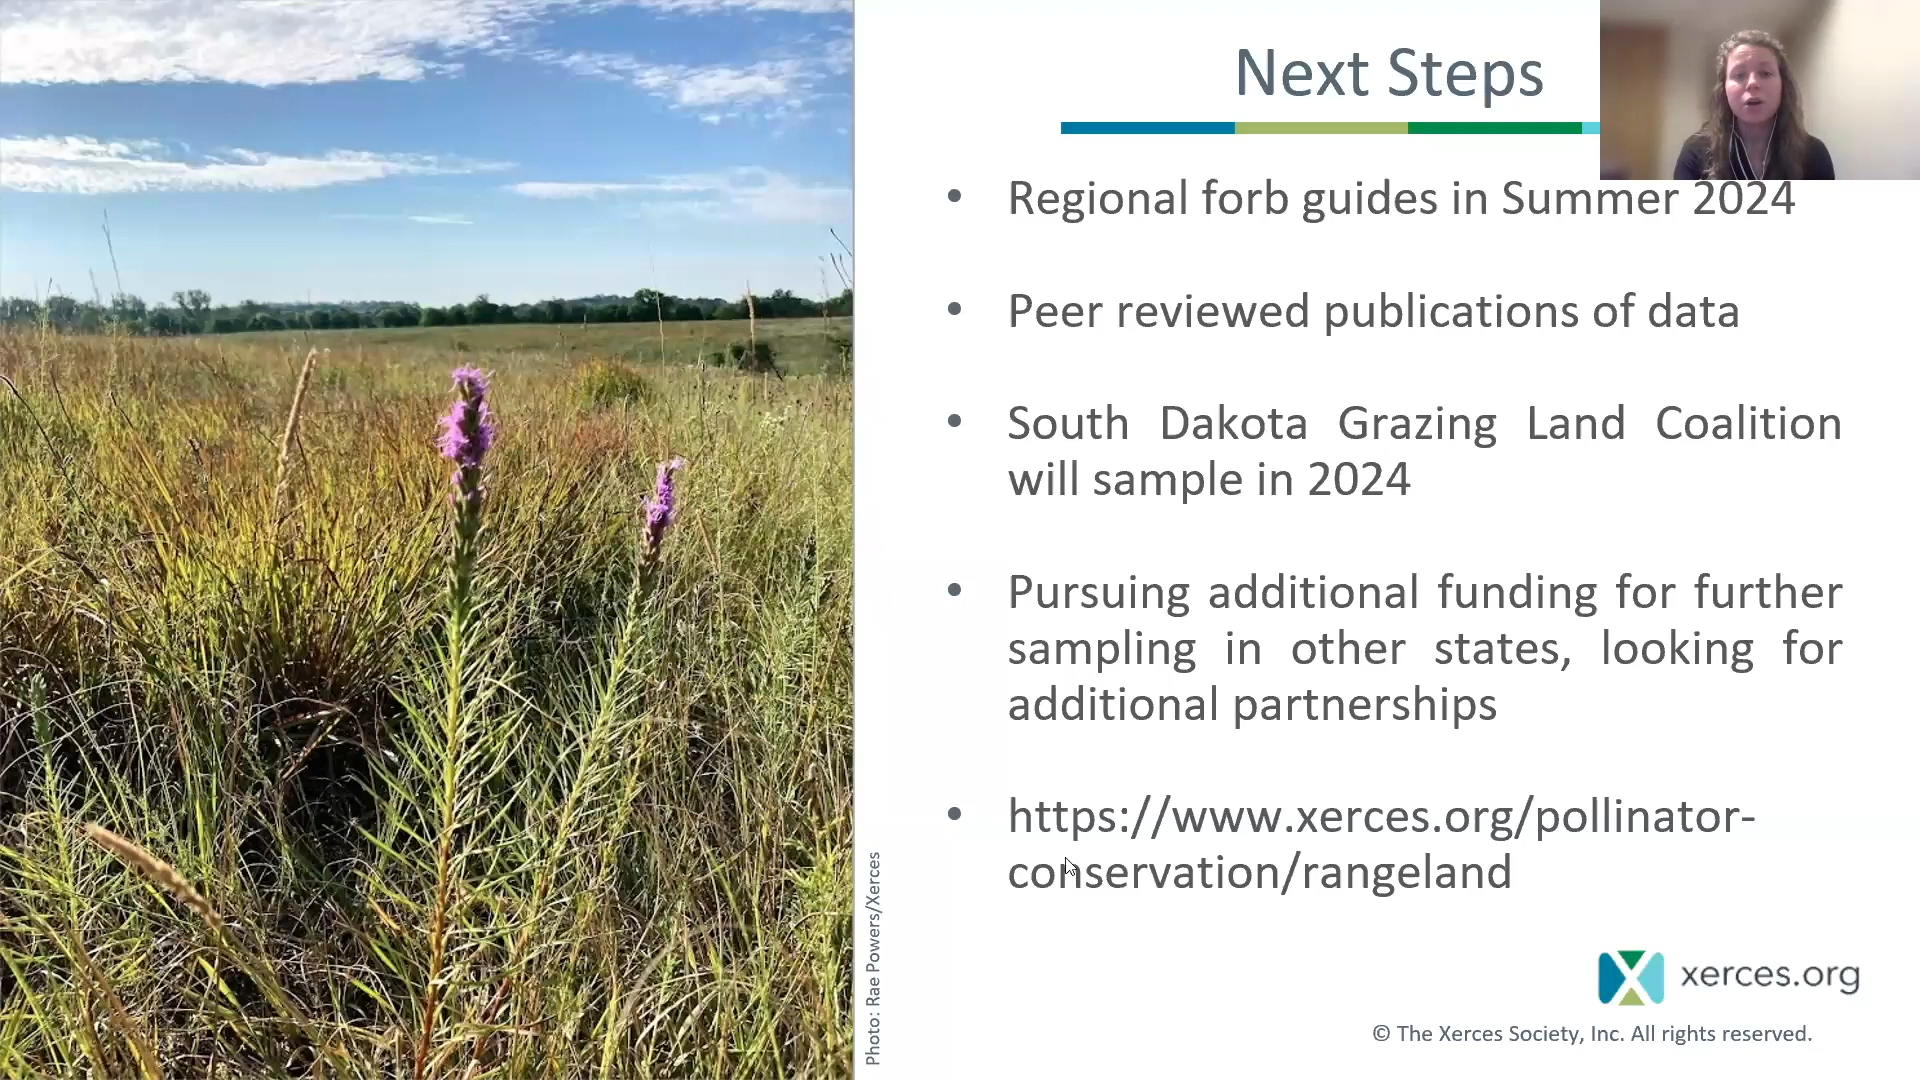 Next Steps
• Regional forb guides in Summer 2024
• Peer reviewed publications of data
• South Dakota Grazing Land Coalition
will sample in 2024
• Pursuing additional funding for further
sampling in other states, looking for
additional partnerships
• https://www.xerces.org/pollinator-
conservation/rangeland
Photo: Rae Powers/Xerces
xerces.org
© The Xerces Society, Inc. All rights reserved.